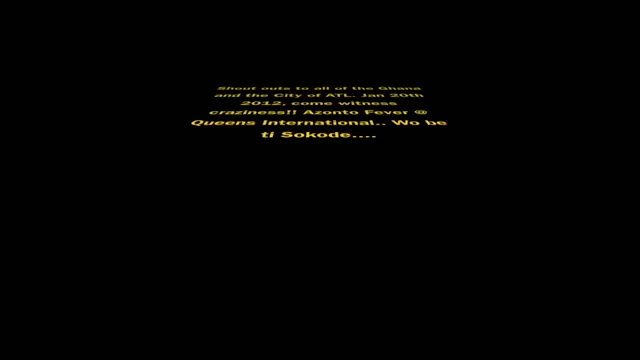 Shout outs to all of the Ghana
and the City of ATL. Jan 20th
2012, come witness
craziness!! Azonto Fever @
Queens International.. Wo be
ti Sokode....